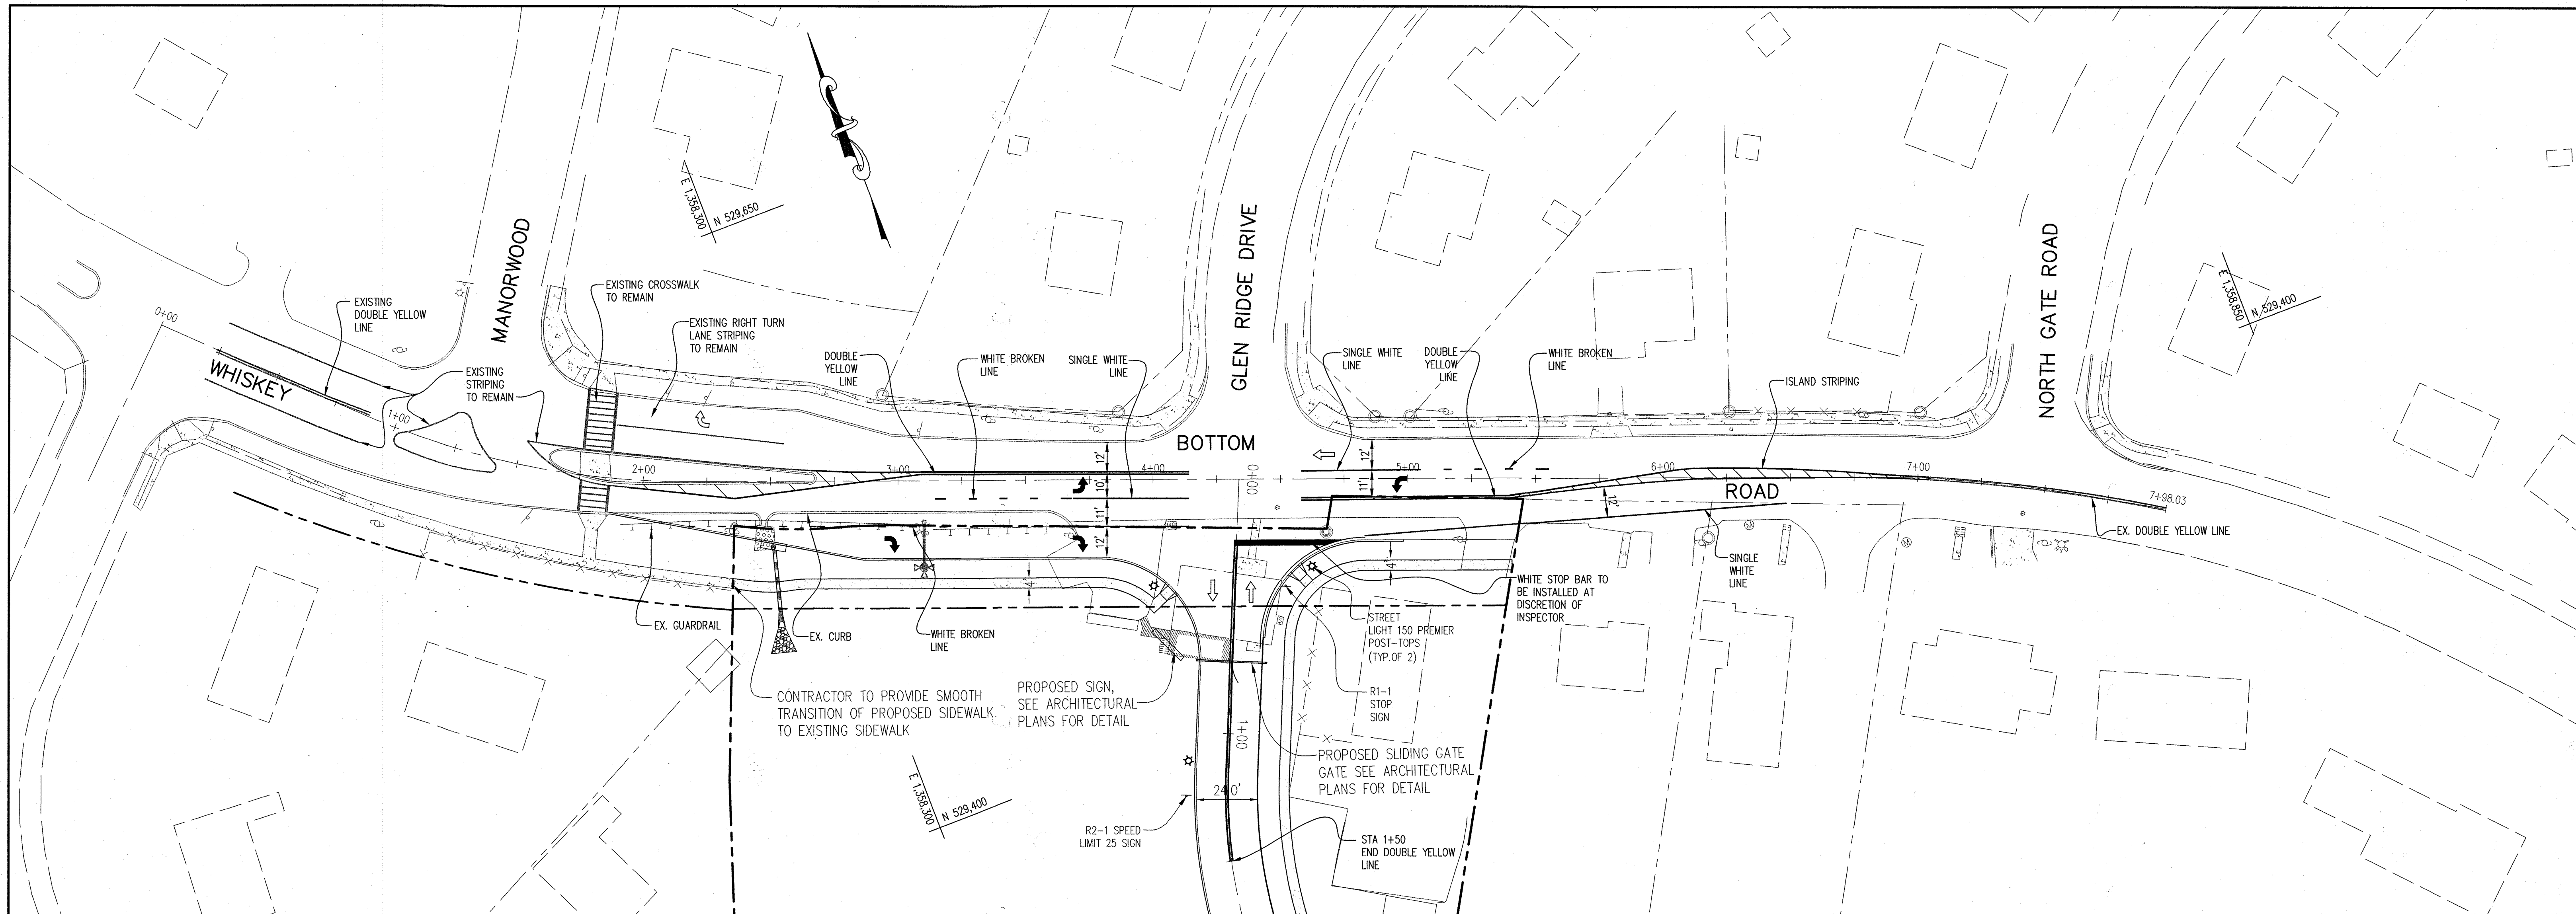 E 1,358,300
N 529,650
MANORWOOD
GLEN RIDGE DRIVE
NORTH GATE ROAD
E 1,358,850
N 529,400
EXISTING CROSSWALK
TO REMAIN
EXISTING
DOUBLE YELLOW
LINE
0+00
EXISTING RIGHT TURN
LANE STRIPING
TO REMAIN
DOUBLE
YELLOW
LINE
WHITE BROKEN
LINE
SINGLE WHITE
LINE
SINGLE WHITE
LINE
DOUBLE
YELLOW
LINE
WHITE BROKEN
LINE
ISLAND STRIPING
WHISKEY
EXISTING
STRIPING
TO REMAIN
1+00
BOTTOM
2+00
3+00
4+00
0+00
5+00
6+00
7+00
12'
10'
11'
12'
12'
11'
12'
ROAD
7+98.03
EX. DOUBLE YELLOW LINE
SINGLE
WHITE
LINE
4'
4'
WHITE STOP BAR TO
BE INSTALLED AT
DISCRETION OF
INSPECTOR
STREET
LIGHT 150 PREMIER
POST-TOPS
(TYP.OF 2)
EX. GUARDRAIL
EX. CURB
WHITE BROKEN
LINE
CONTRACTOR TO PROVIDE SMOOTH
TRANSITION OF PROPOSED SIDEWALK
TO EXISTING SIDEWALK
PROPOSED SIGN,
SEE ARCHITECTURAL
PLANS FOR DETAIL
R1-1
STOP
SIGN
1+00
PROPOSED SLIDING GATE
GATE SEE ARCHITECTURAL
PLANS FOR DETAIL
E 1,358,300
N 529,400
24.0'
R2-1 SPEED
LIMIT 25 SIGN
STA 1+50
END DOUBLE YELLOW
LINE